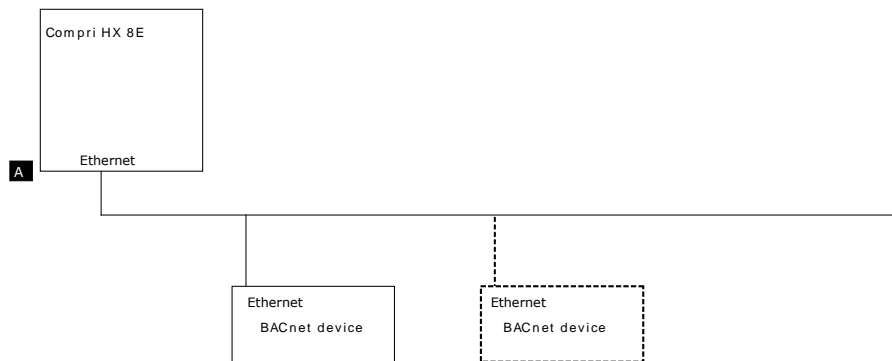 Compri HX 8E
Ethernet
A
Ethernet
BACnet device
Ethernet
BACnet device